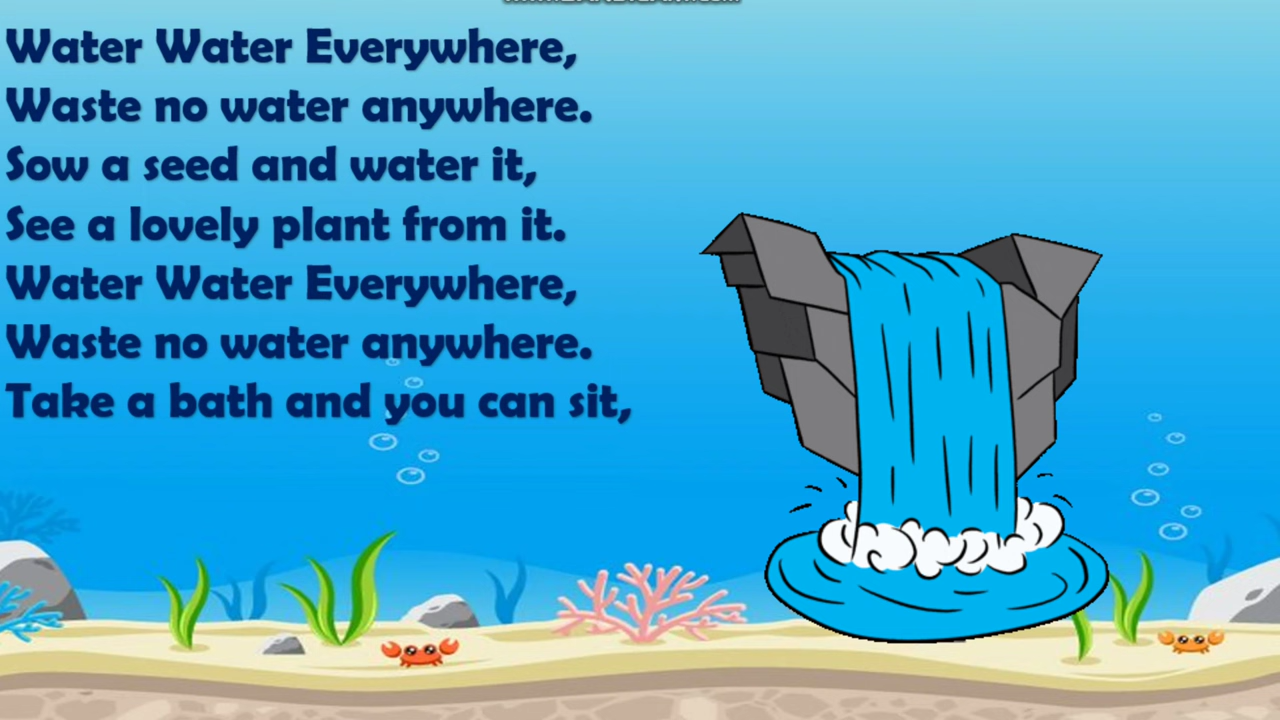 Water Water Everywhere,
Waste no water anywhere.
Sow a seed and water it,
See a lovely plant from it.
Water Water Everywhere,
Waste no water anywhere.
Take a bath and you can sit,